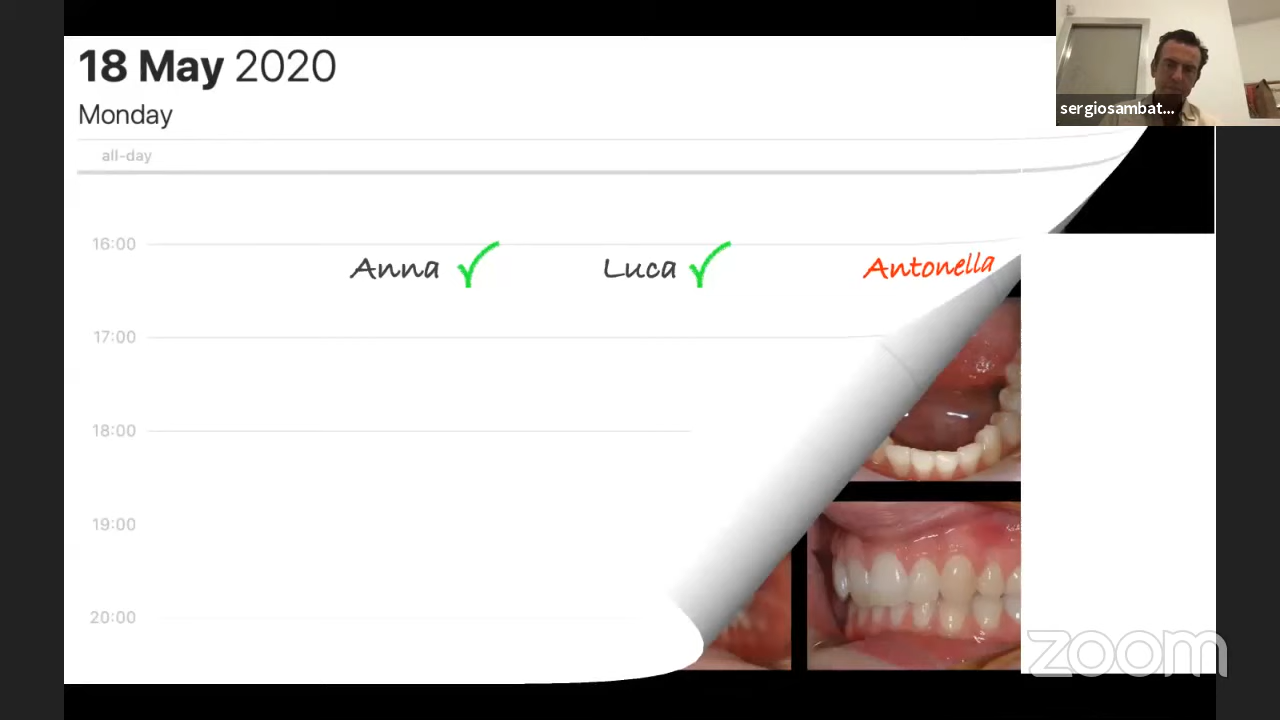 18 May 2020
Monday
all-day
16:00
Anna Luca Antonella
17:00
18:00
19:00
20:00
sergiosambat...
zoom